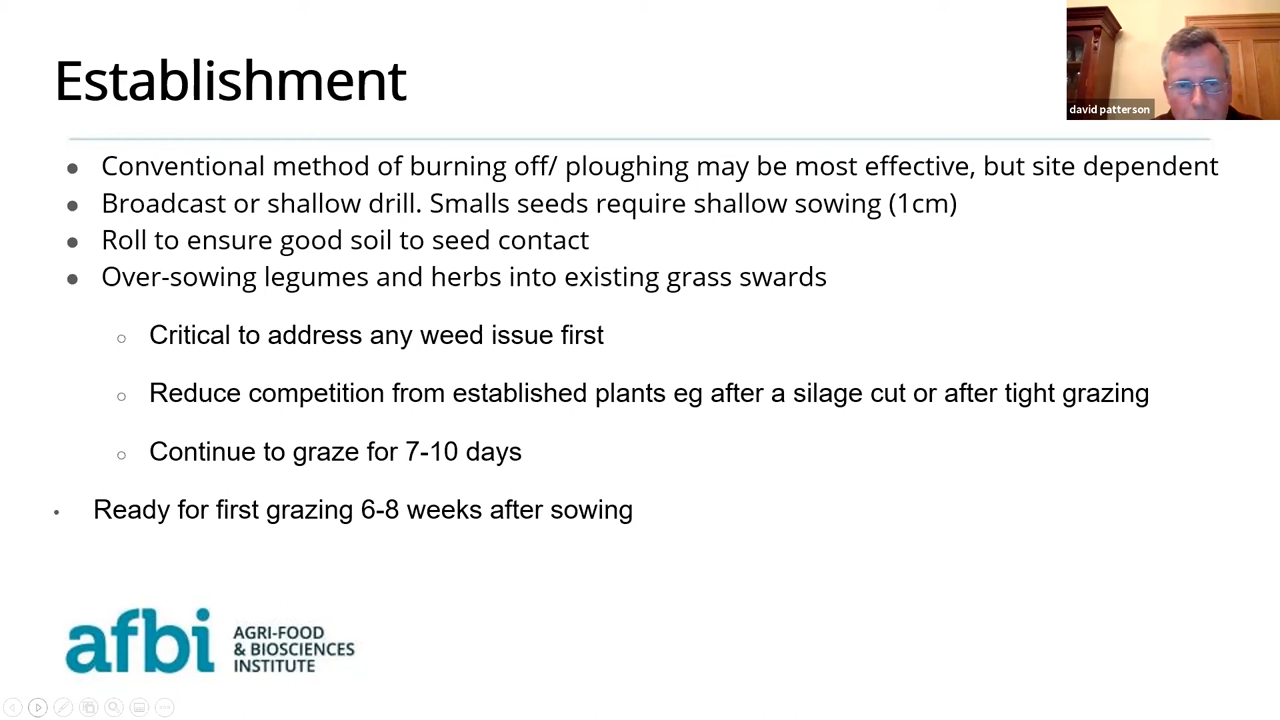 Establishment
david patterson
● Conventional method of burning off/ ploughing may be most effective, but site dependent
● Broadcast or shallow drill. Smalls seeds require shallow sowing (1cm)
● Roll to ensure good soil to seed contact
● Over-sowing legumes and herbs into existing grass swards
○ Critical to address any weed issue first
○ Reduce competition from established plants eg after a silage cut or after tight grazing
○ Continue to graze for 7-10 days
• Ready for first grazing 6-8 weeks after sowing
afbi
AGRI-FOOD
& BIOSCIENCES
INSTITUTE